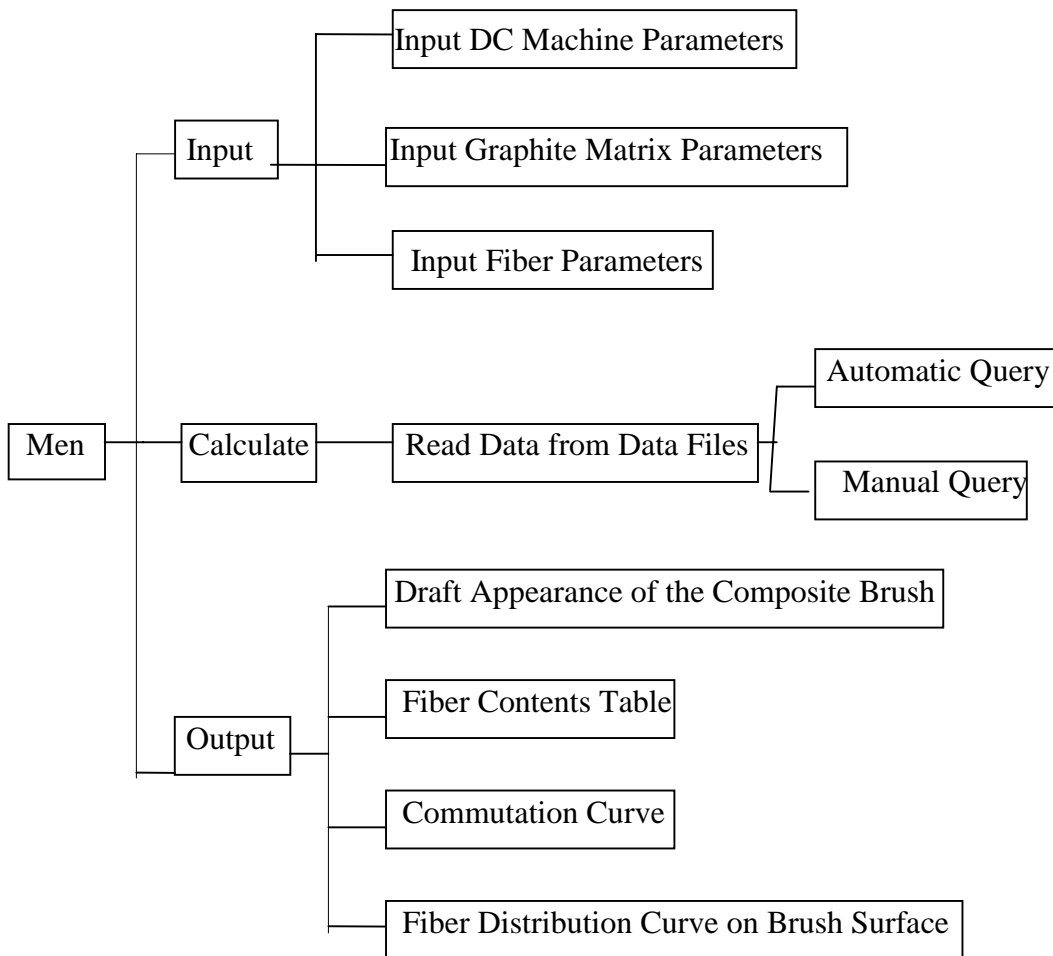 Input DC Machine Parameters
Input
Input Graphite Matrix Parameters
Input Fiber Parameters
Automatic Query
Men
Calculate
Read Data from Data Files
Manual Query
Draft Appearance of the Composite Brush
Fiber Contents Table
Output
Commutation Curve
Fiber Distribution Curve on Brush Surface